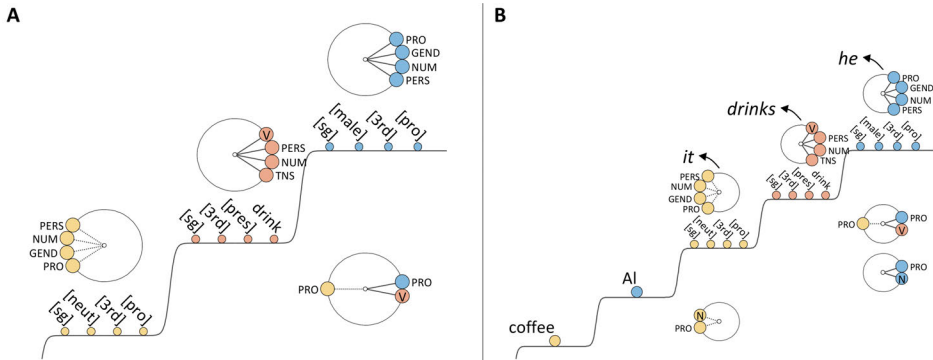 A
PRO
GEND
NUM
PERS
[sg]
[male]
[3rd]
[pro]
V
PERS
NUM
TNS
[sg]
[3rd]
[pres]
drink
PERS
NUM
GEND
PRO
[sg]
[neut]
[3rd]
[pro]
PRO
PRO
V
B
he
PRO
GEND
NUM
PERS
[sg]
[male]
[3rd]
[pro]
drinks
V
PERS
NUM
TNS
[sg]
[3rd]
[pres]
drink
it
PERS
NUM
GEND
PRO
[sg]
[neut]
[3rd]
[pro]
PRO
PRO
V
PRO
N
Al
N
PRO
coffee